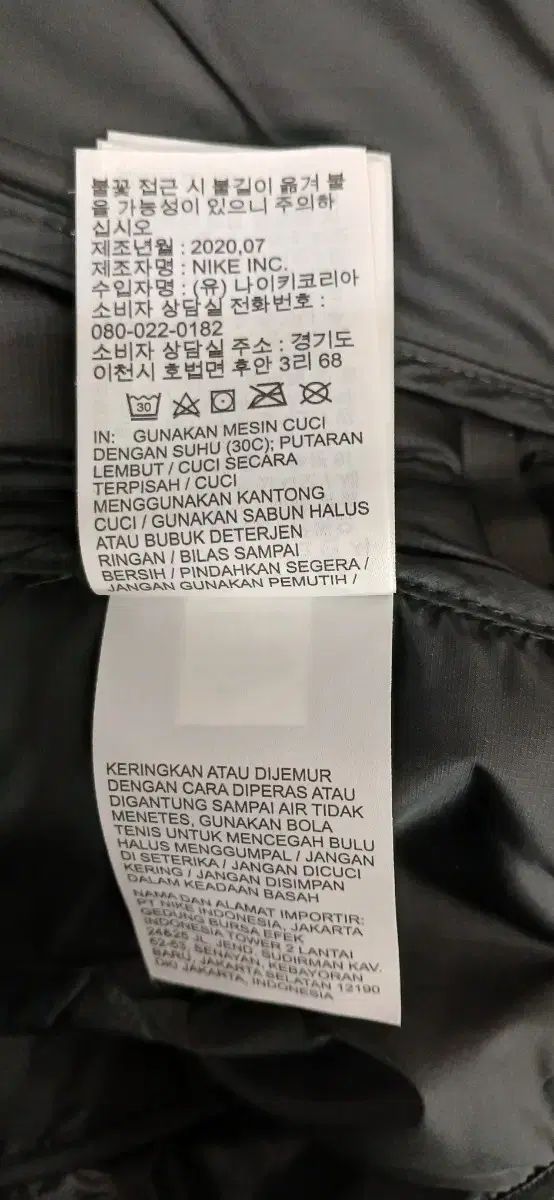 불꽃 접근 시 불길이 옮겨 붙
을 가능성이 있으니 주의하
십시오
제조년월 : 2020,07
제조자명 : NIKE INC.
수입자명 : (유) 나이키코리아
소비자 상담실 전화번호 :
080-022-0182
소비자 상담실 주소 : 경기도
이천시 호법면 후안 3리 68
30
IN: GUNAKAN MESIN CUCI
DENGAN SUHU (30C); PUTARAN
LEMBUT / CUCI SECARA
TERPISAH / CUCI
MENGGUNAKAN KANTONG
CUCI / GUNAKAN SABUN HALUS
ATAU BUBUK DETERJEN
RINGAN / BILAS SAMPAI
BERSIH / PINDAHKAN SEGERA /
JANGAN GUNAKAN PEMUTIH /
KERINGKAN ATAU DIJEMUR
DENGAN CARA DIPERAS ATAU
DIGANTUNG SAMPAI AIR TIDAK
MENETES, GUNAKAN BOLA
TENIS UNTUK MENCEGAH BULU
HALUS MENGGUMPAL / JANGAN
DI SETERIKA / JANGAN DICUCI
KERING / JANGAN DISIMPAN
DALAM KEADAAN BASAH
NAMA DAN ALAMAT IMPORTIR:
PT NIKE INDONESIA, JAKARTA
GEDUNG BURSA EFEK
INDONESIA TOWER 2 LANTAI
24&25 JL. JEND. SUDIRMAN KAV.
52-53, SENAYAN, KEBAYORAN
BARU, JAKARTA SELATAN 12190
DKI JAKARTA, INDONESIA